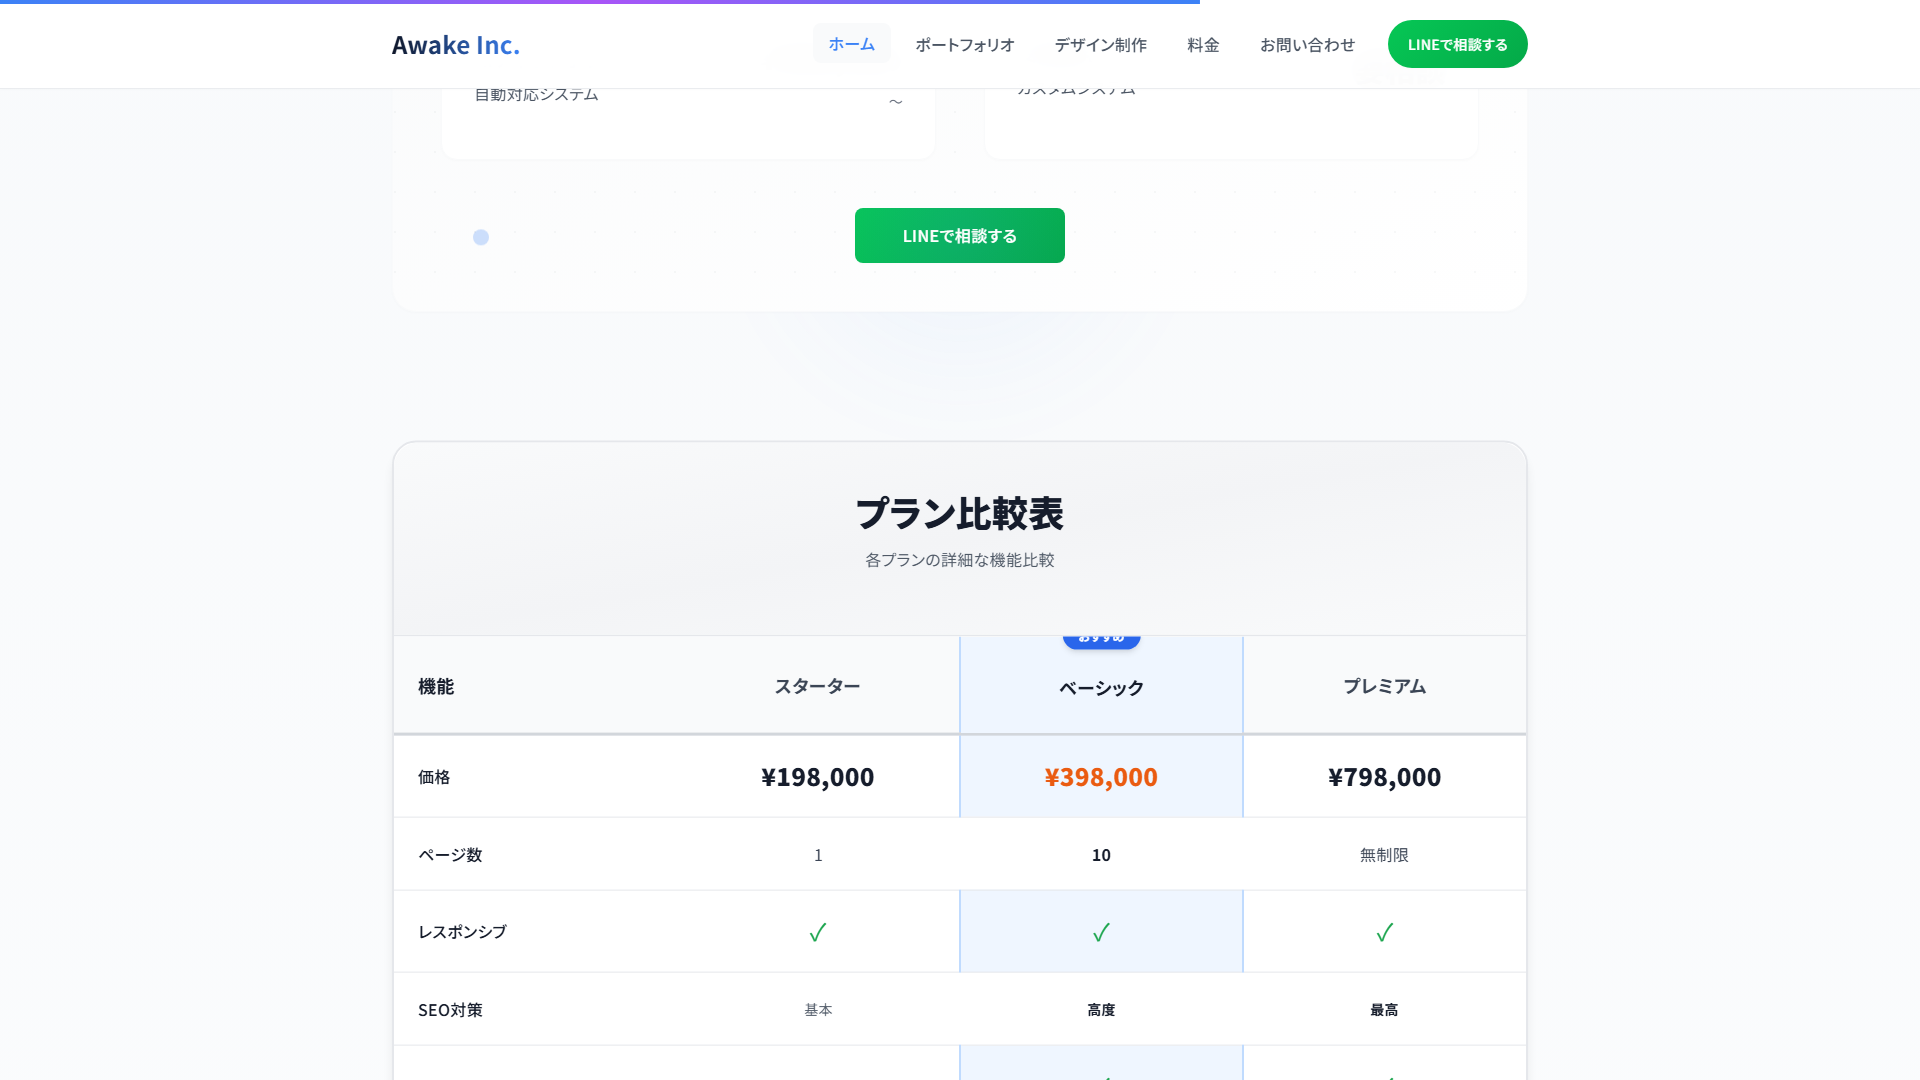 Awake Inc.
ホーム
ポートフォリオ
デザイン制作
料金
お問い合わせ
LINEで相談する
自動対応システム
～
カスタムシステム
LINEで相談する
プラン比較表
各プランの詳細な機能比較
おすすめ
機能
スターター
ベーシック
プレミアム
価格
¥198,000
¥398,000
¥798,000
ページ数
1
10
無制限
レスポンシブ
✓
✓
✓
SEO対策
基本
高度
最高